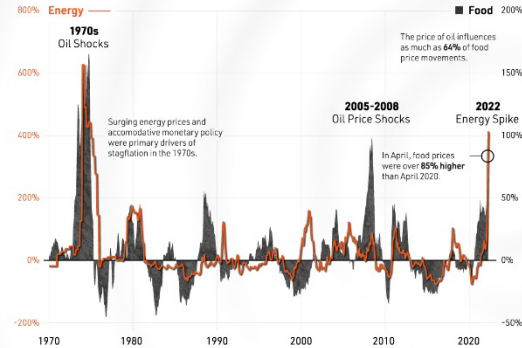 800%
Energy
Food
200%
1970s
Oil Shocks
The price of oil influences
as much as 64% of food
price movements.
600%
150%
Surging energy prices and
accomodative monetary policy
were primary drivers of
stagflation in the 1970s.
2005-2008
Oil Price Shocks
2022
Energy Spike
400%
100%
In April, food prices
were over 85% higher
than April 2020.
200%
50%
0%
0%
-200%
-50%
1970
1980
1990
2000
2010
2020